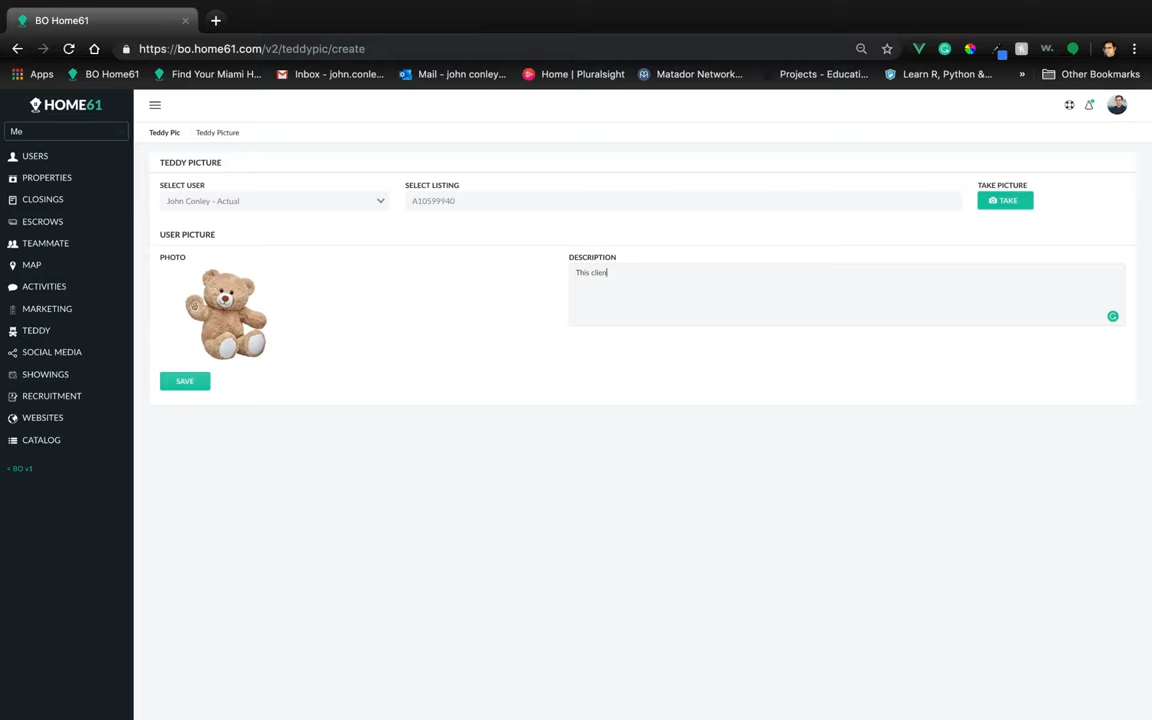 BO Home61
https://bo.home61.com/v2/teddypic/create
Apps
BO Home61
Find Your Miami H...
Inbox - john.conle...
Mail - john conley...
Home | Pluralsight
Matador Network...
Projects - Educati...
Learn R, Python &...
»
Other Bookmarks
HOME61
Me
USERS
PROPERTIES
CLOSINGS
ESCROWS
TEAMMATE
MAP
ACTIVITIES
MARKETING
TEDDY
SOCIAL MEDIA
SHOWINGS
RECRUITMENT
WEBSITES
CATALOG
< BO v1
Teddy Pic Teddy Picture
TEDDY PICTURE
SELECT USER SELECT LISTING TAKE PICTURE
John Conley - Actual A10599940 TAKE
USER PICTURE
PHOTO DESCRIPTION
This clien
SAVE